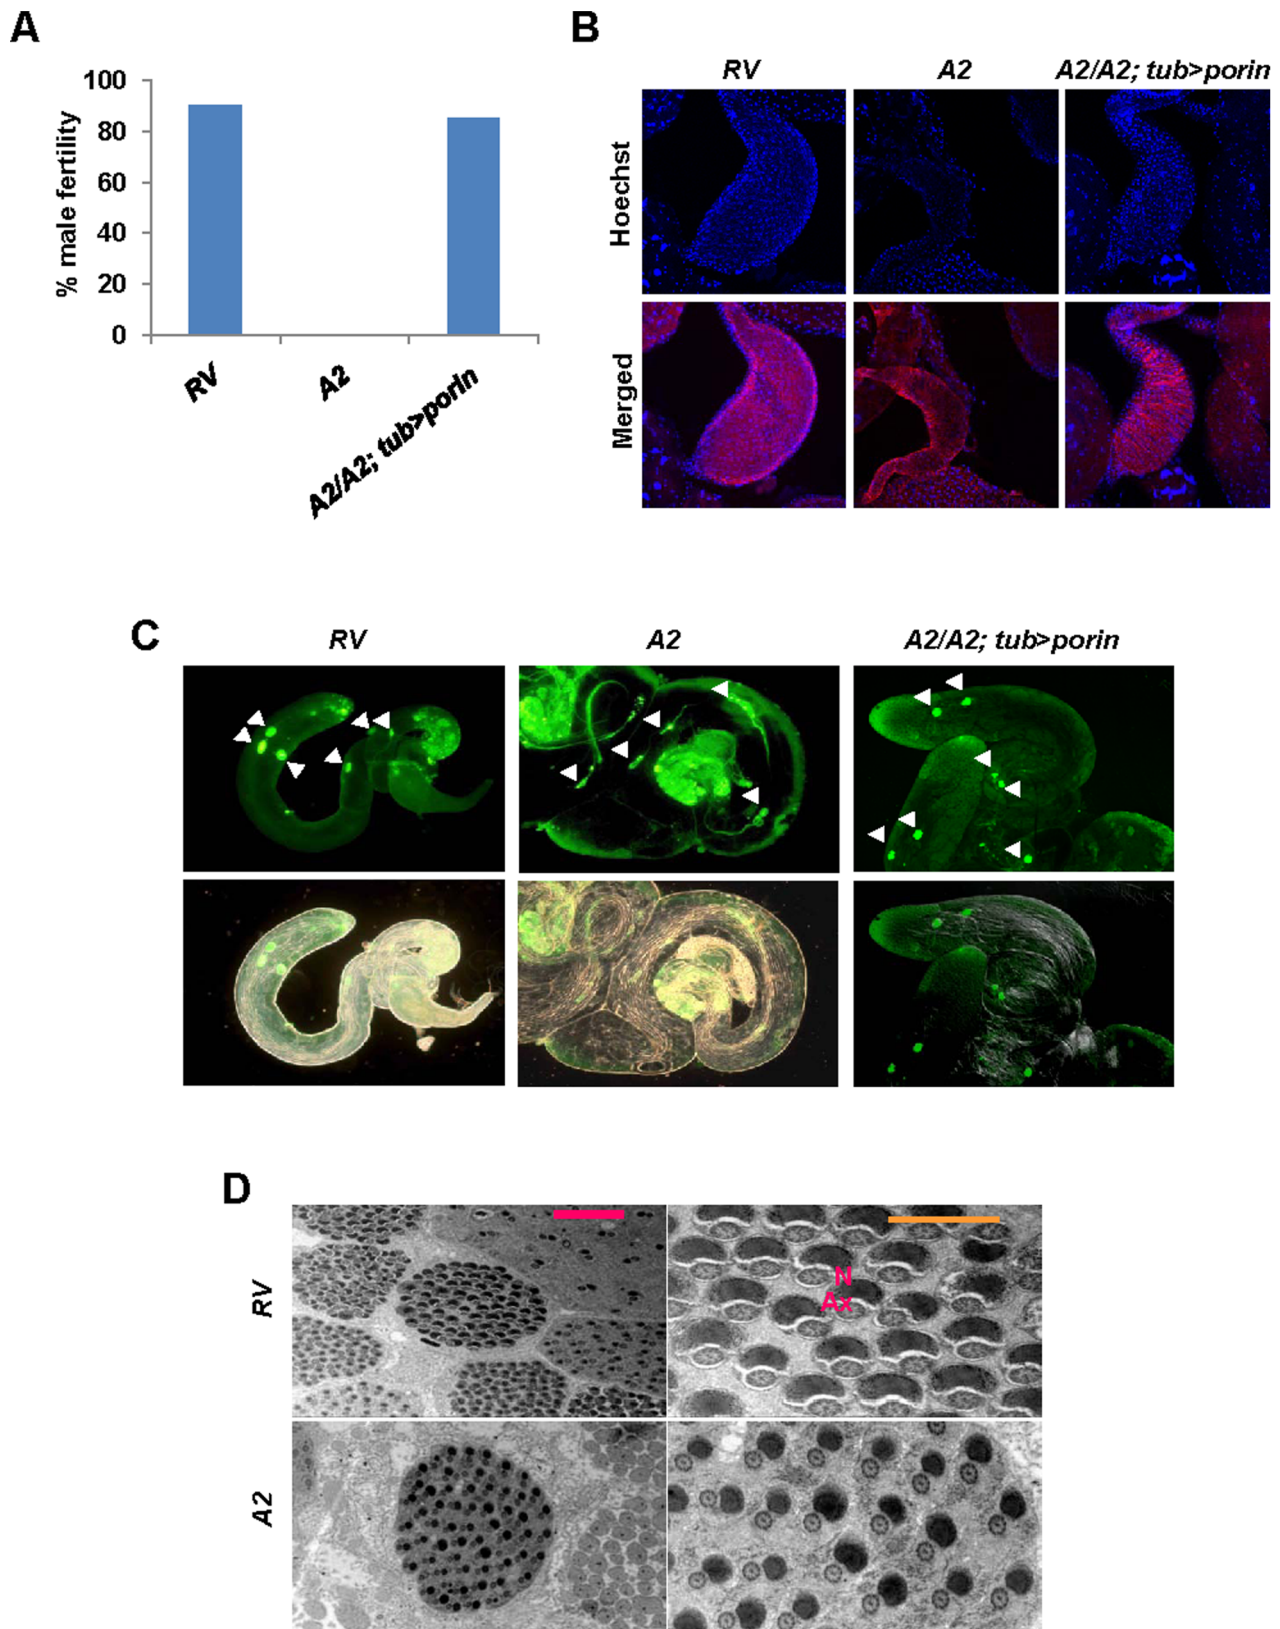 A
% male fertility
100
80
60
40
20
0
RV
A2
A2/A2; tub>porin
B
RV A2 A2/A2; tub>porin
Hoechst
Merged
C
RV A2 A2/A2; tub>porin
D
RV
N
Ax
A2